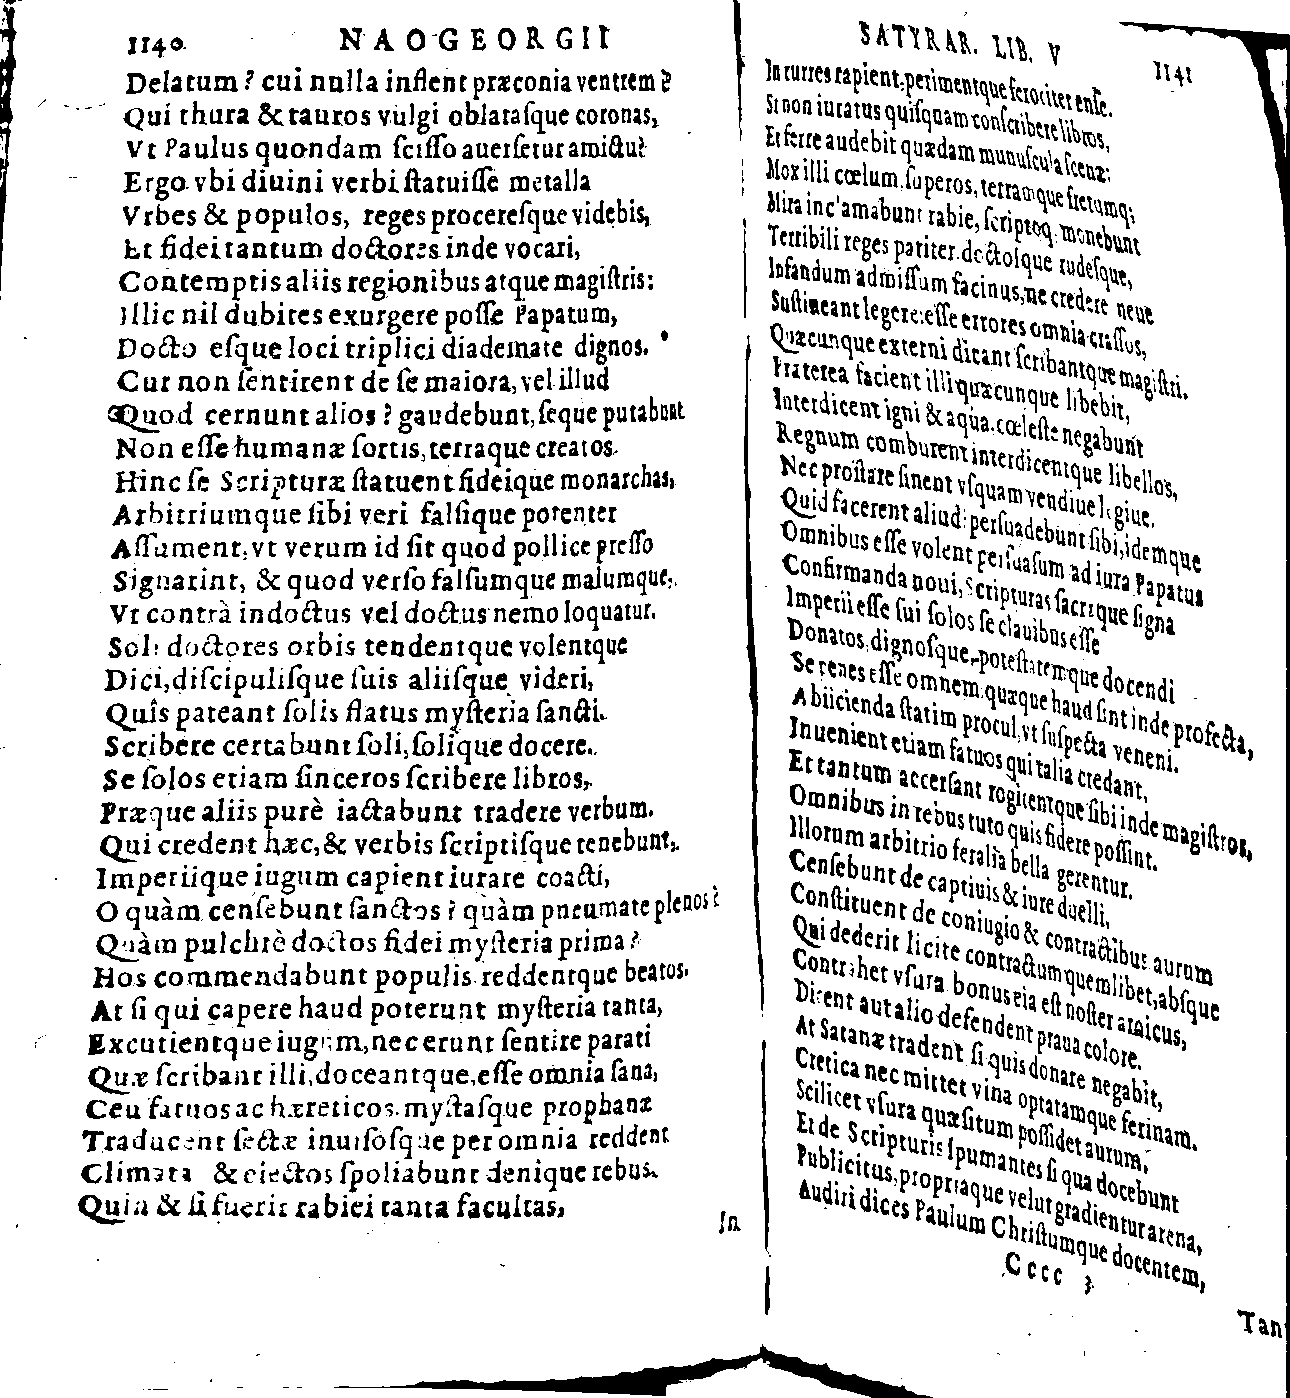 1140 NAOGEORGII
Delatum? cui nulla inflent præconia ventrem?
Qui thura & tauros vulgi oblatasque coronas,
Vt Paulus quondam scisso auersetur amictu?
Ergo vbi diuini verbi statuisse metalla
Vrbes & populos, reges proceresque videbis,
Et fidei tantum doctores inde vocari,
Contemptis aliis regionibus atque magistris:
Illic nil dubites exurgere posse Papatum,
Doctoesque loci triplici diademate dignos.
Cur non sentirent de se maiora, vel illud
Quod cernunt alios? gaudebunt, seque putabunt
Non esse humanæ sortis, terraque creatos.
Hinc se Scripturæ statuent fideique monarchas,
Arbitriumque sibi veri falsique potenter
Assument, vt verum id sit quod pollice presso
Signarint, & quod verso falsumque malumque,
Vt contrà indoctus vel doctus nemo loquatur.
Soli doctores orbis tendentque volentque
Dici, discipulisque suis aliisque videri,
Quîs pateant solis flatus mysteria sancti.
Scribere certabunt soli, solique docere.
Se solos etiam sinceros scribere libros,
Præque aliis purè iactabunt tradere verbum.
Qui credent hæc, & verbis scriptisque tenebunt,
Imperiique iugum capient iurare coacti,
O quàm censebunt sanctos? quàm pneumate plenos?
Quàm pulchrè doctos fidei mysteria prima?
Hos commendabunt populis reddentque beatos.
At si qui capere haud poterunt mysteria tanta,
Excutientque iugum, nec erunt sentire parati
Quæ scribant illi, doceantque, esse omnia sana,
Ceu fatuos ac hæreticos mystasque prophanæ
Traducent sectæ inuisosque per omnia reddent
Climata & eiectos spoliabunt denique rebus.
Quin & si fuerit rabiei tanta facultas,
In
SATYRAR. LIB. V 1141
In turres rapient, perimentque ferociter ense.
Si non iuratus quisquam conscribere libros,
Et ferre audebit quædam munuscula scenæ:
Mox illi cœlum, superos, terramque fretumq;
Mira inclamabunt rabie, scriptoq. monebunt
Terribili reges pariter doctosque rudesque,
Infandum admissum facinus, ne credere neue
Sustineant legere: esse errores omnia crassos,
Quæcunque externi dicant scribantque magistri.
Præterea facient illi quæcunque libebit,
Interdicent igni & aqua, cœleste negabunt
Regnum comburent interdicentque libellos,
Nec prostare sinent vsquam vendiue legiue.
Quid facerent aliud? persuadebunt sibi, idemque
Omnibus esse volent persuasum ad iura Papatus
Confirmanda noui, Scripturas sacraque signa
Imperii esse sui solos se clauibus esse
Donatos, dignosque, potestatemque docendi
Se penes esse omnem. quæque haud sint inde profecta,
Abiicienda statim procul, vt suspecta veneni.
Inuenient etiam fatuos qui talia credant,
Et tantum accersant rogitentque sibi inde magistros,
Omnibus in rebus tuto quis fidere possint.
Illorum arbitrio feralia bella gerentur.
Censebunt de captiuis & iure duelli,
Constituent de coniugio & contractibus aurum
Qui dederit licite contractum quemlibet, absque
Contrahet vsura. bonus eia est noster amicus,
Dicent aut alio defendent praua colore.
At Satanæ tradent si quis donare negabit,
Cretica nec mittet vina optatamque ferinam.
Scilicet vsura quæsitum possidet aurum.
Et de Scripturis spumantes si qua docebunt
Publicitus, propriaque velut gradientur arena,
Audiri dices Paulum Christumque docentem,
Cccc 3
Tan